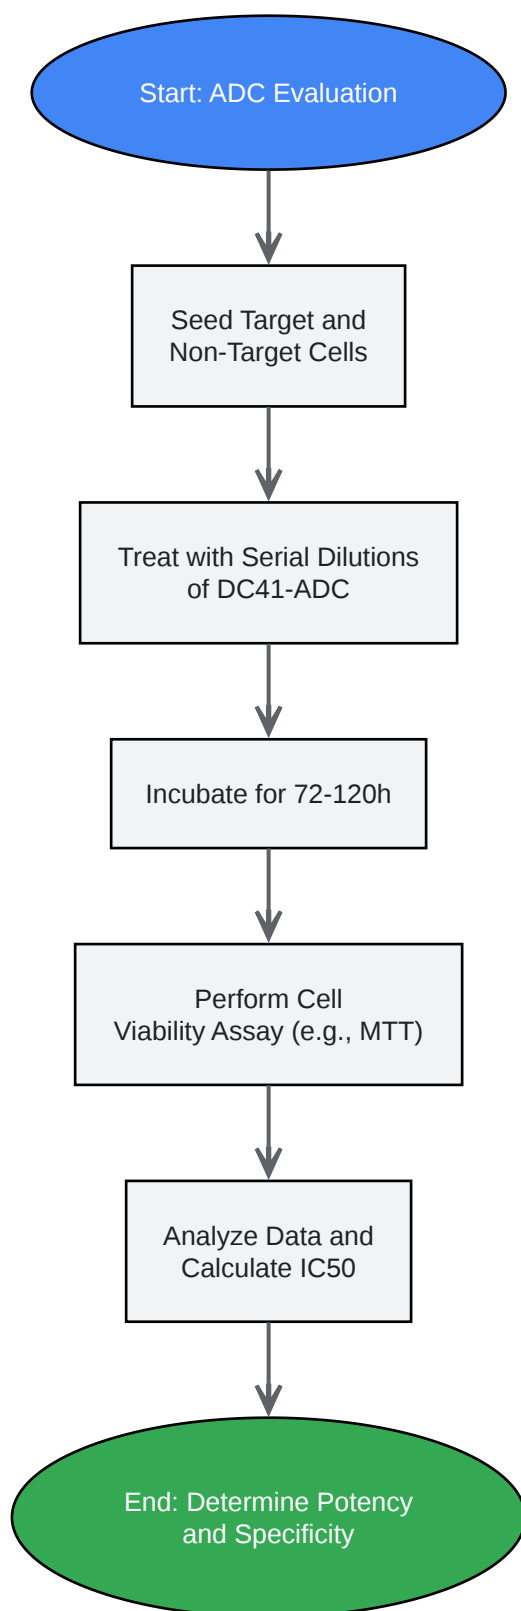 Start: ADC Evaluation
Seed Target and
Non-Target Cells
Treat with Serial Dilutions
of DC41-ADC
Incubate for 72-120h
Perform Cell
Viability Assay (e.g., MTT)
Analyze Data and
Calculate IC50
End: Determine Potency
and Specificity